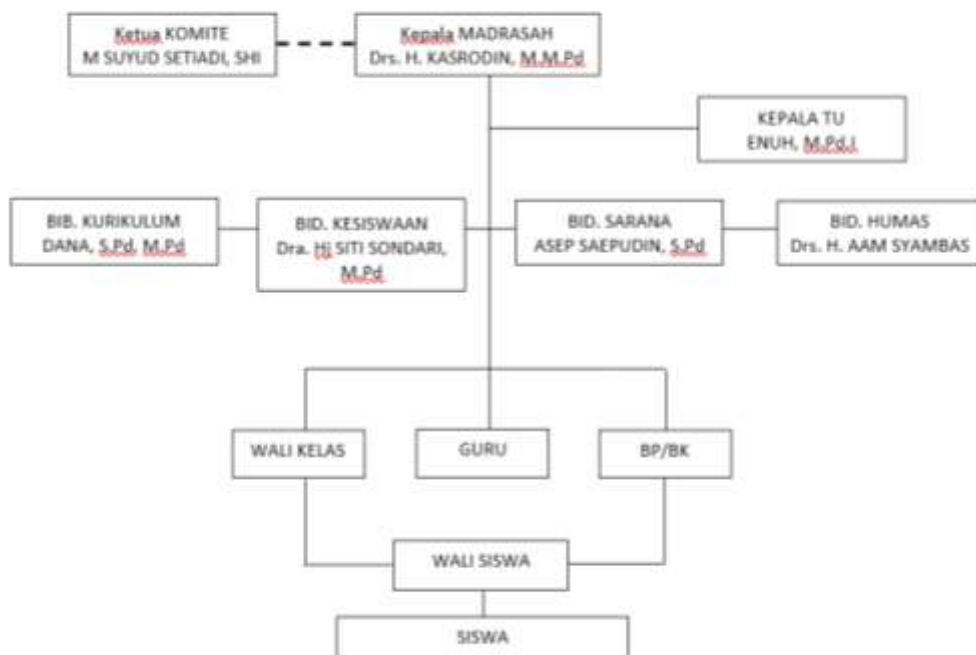 Ketua KOMITE
M SUYUD SETIADI, SHI
Kepala MADRASAH
Drs. H. KASRODIN, M.M.Pd
KEPALA TU
ENUH, M.Pd.I
BIB. KURIKULUM
DANA, S.Pd, M.Pd
BID. KESISWAAN
Dra. Hj SITI SONDARI,
M.Pd
BID. SARANA
ASEP SAEPUDIN, S.Pd
BID. HUMAS
Drs. H. AAM SYAMBAS
WALI KELAS
GURU
BP/BK
WALI SISWA
SISWA